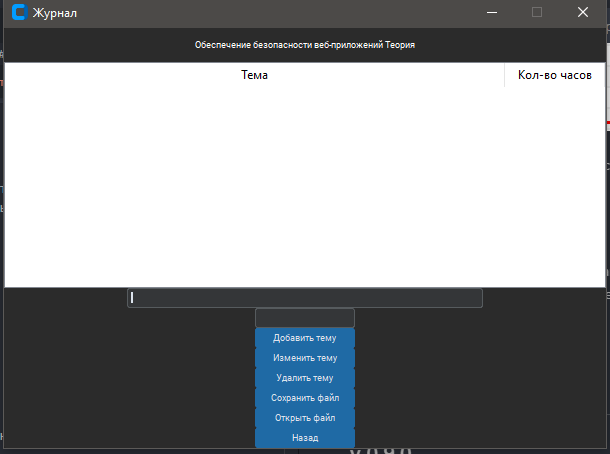 Журнал
Обеспечение безопасности веб-приложений Теория
Тема Кол-во часов
Добавить тему
Изменить тему
Удалить тему
Сохранить файл
Открыть файл
Назад